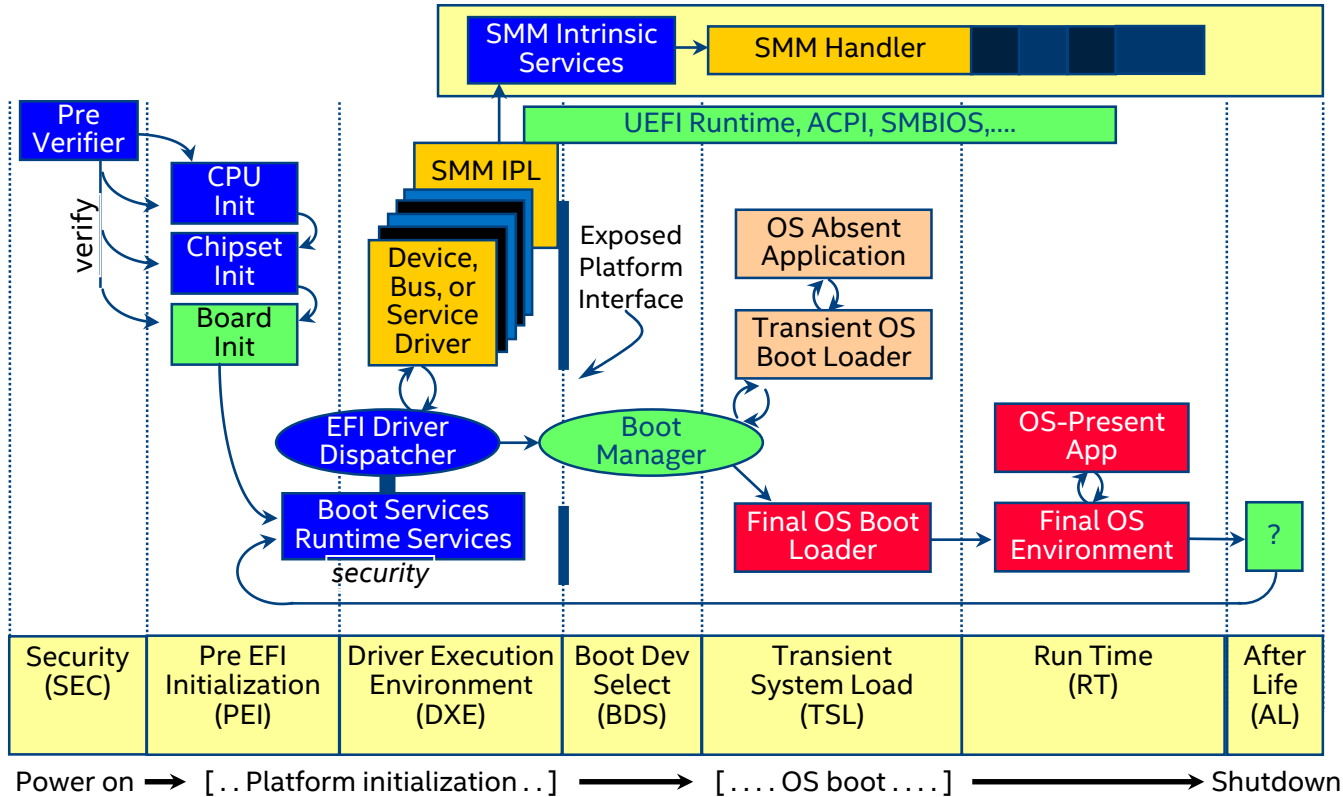 SMM Intrinsic
Services
SMM Handler
Pre
Verifier
UEFI Runtime, ACPI, SMBIOS,....
SMM IPL
CPU
Init
verify
Chipset
Init
Board
Init
Device,
Bus, or
Service
Driver
Exposed
Platform
Interface
OS Absent
Application
Transient OS
Boot Loader
EFI Driver
Dispatcher
Boot
Manager
OS-Present
App
Boot Services
Runtime Services
security
Final OS Boot
Loader
Final OS
Environment
?
Security
(SEC)
Pre EFI
Initialization
(PEI)
Driver Execution
Environment
(DXE)
Boot Dev
Select
(BDS)
Transient
System Load
(TSL)
Run Time
(RT)
After
Life
(AL)
Power on
[ . . Platform initialization . . ]
[ . . . . OS boot . . . . ]
Shutdown